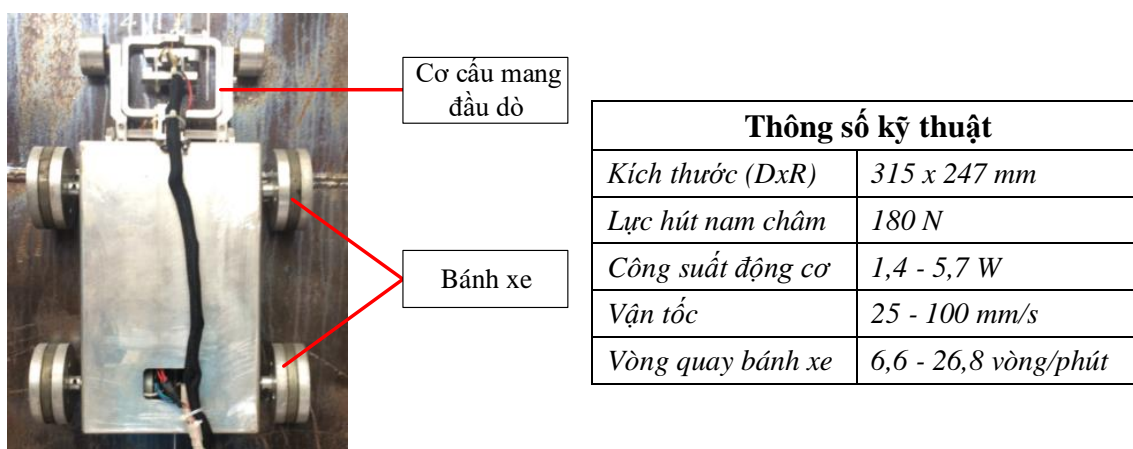 Cơ cấu mang
đầu dò
Bánh xe
Thông số kỹ thuật
Kích thước (DxR) 315 x 247 mm
Lực hút nam châm 180 N
Công suất động cơ 1,4 - 5,7 W
Vận tốc 25 - 100 mm/s
Vòng quay bánh xe 6,6 - 26,8 vòng/phút